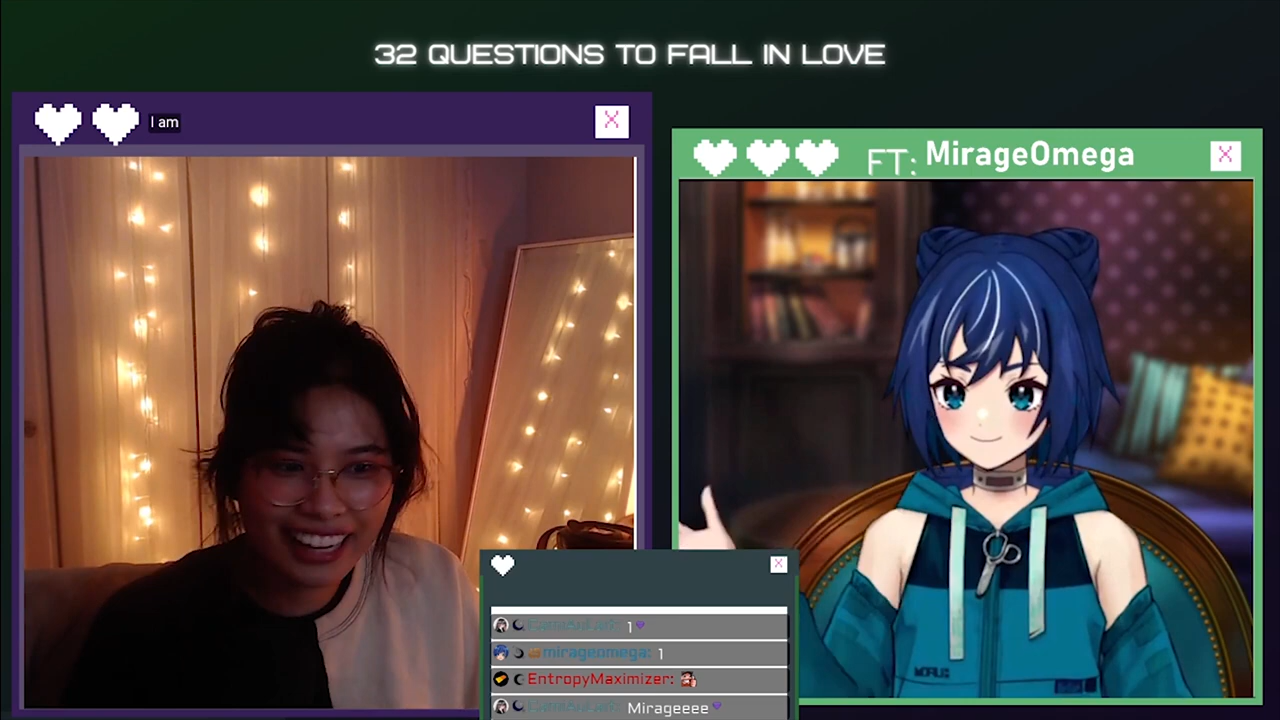 32 QUESTIONS TO FALL IN LOVE
I am
FT: MirageOmega
1
mirageomega: 1
EntropyMaximizer:
Mirageeee